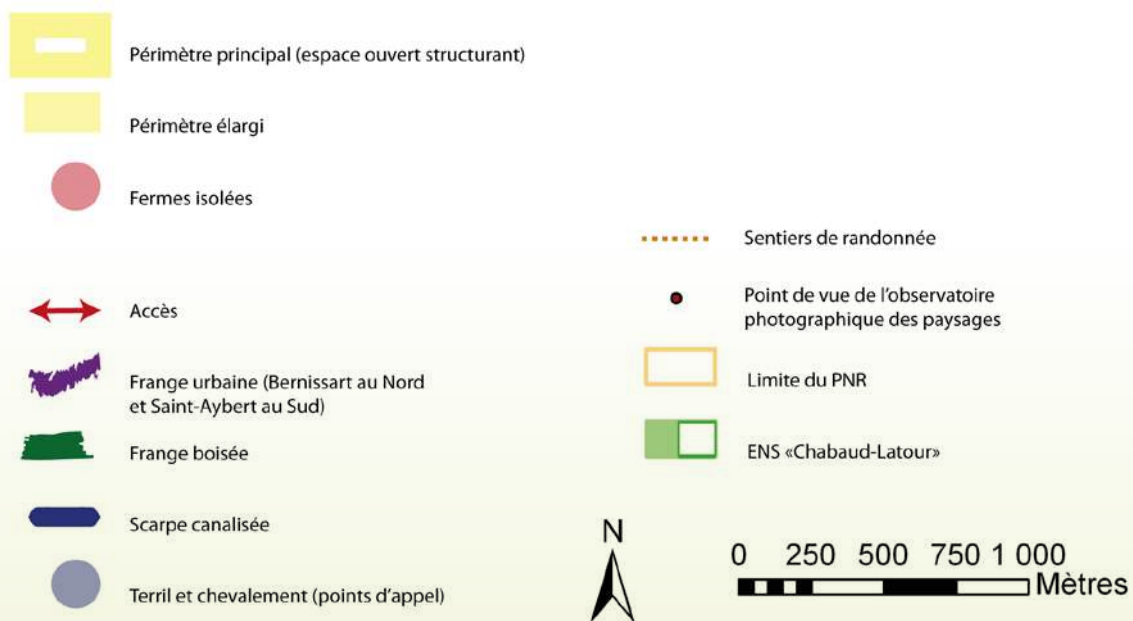 Périmètre principal (espace ouvert structurant)
Périmètre élargi
Fermes isolées
Accès
Frange urbaine (Bernissart au Nord
et Saint-Aybert au Sud)
Frange boisée
Scarpe canalisée
Terril et chevalement (points d'appel)
Sentiers de randonnée
Point de vue de l'observatoire
photographique des paysages
Limite du PNR
ENS «Chabaud-Latour»
N
0 250 500 750 1 000
Mètres